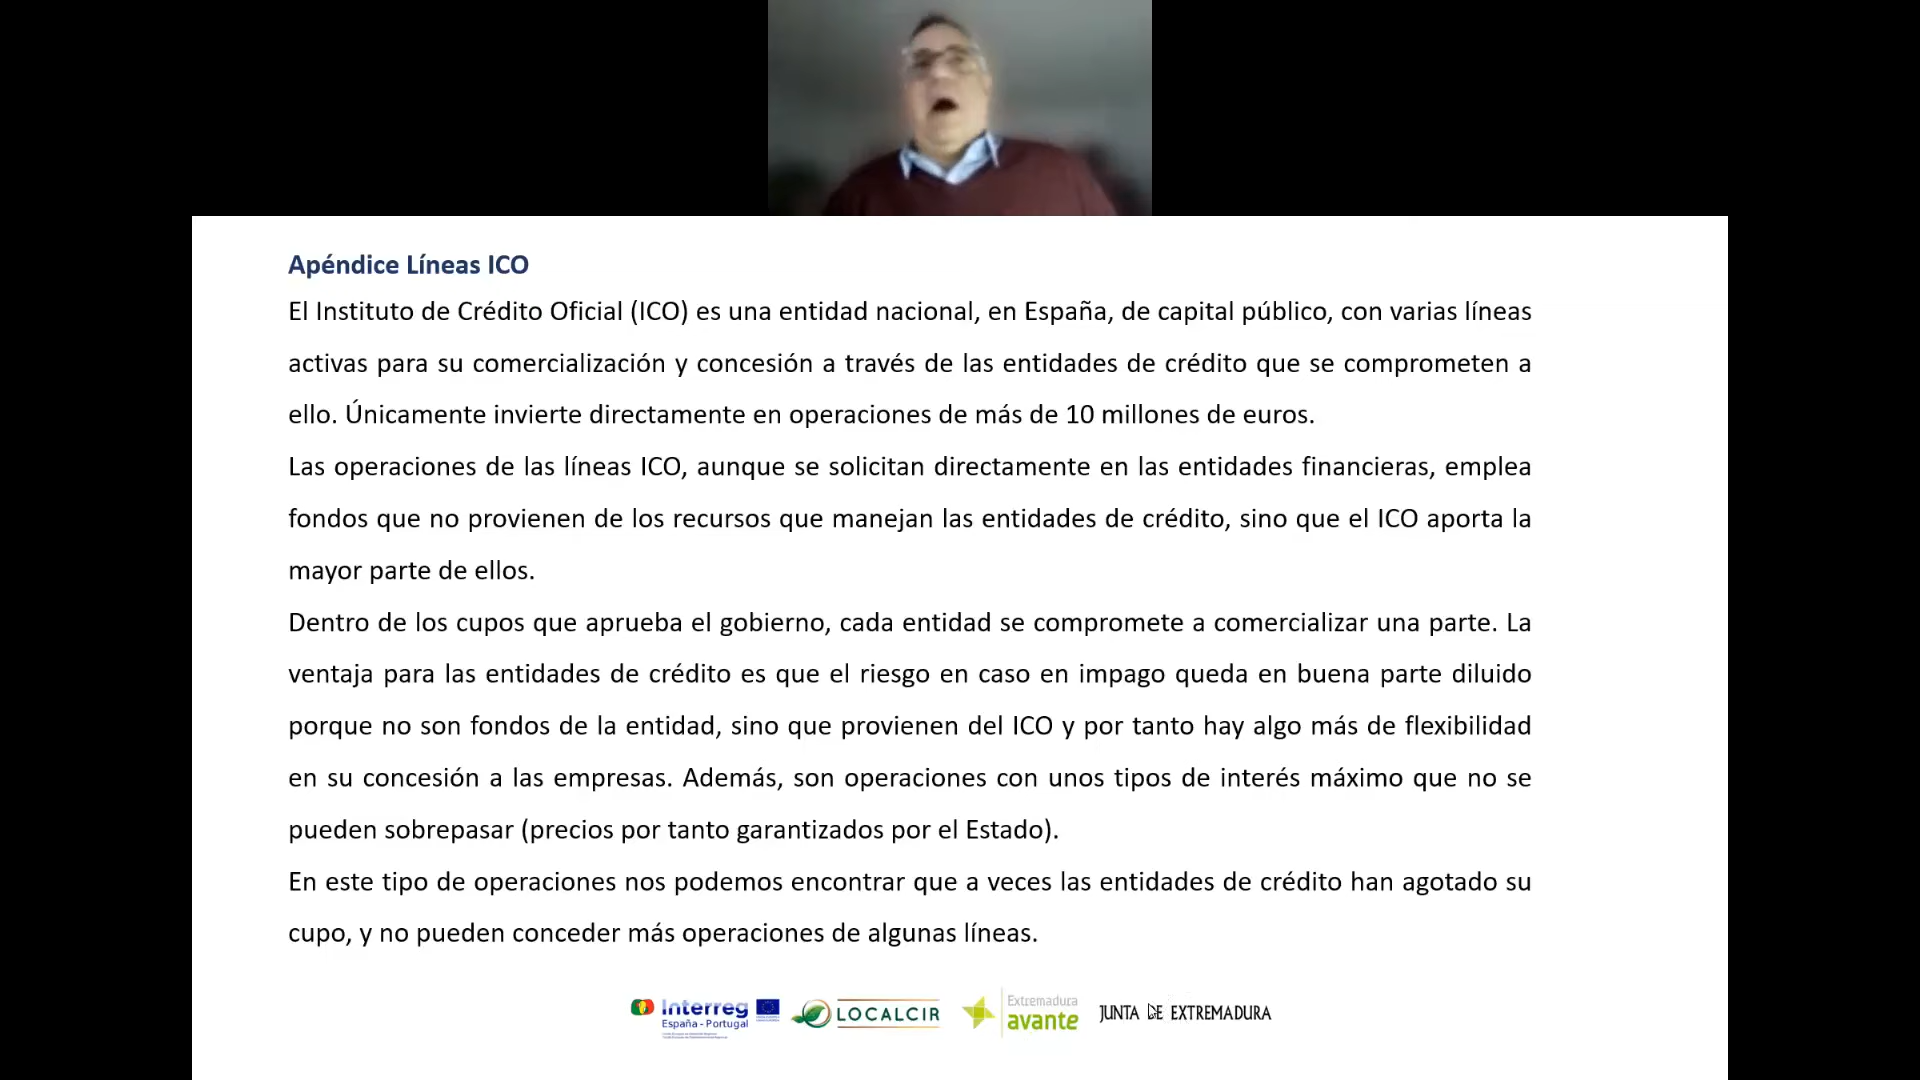 Apéndice Líneas ICO
El Instituto de Crédito Oficial (ICO) es una entidad nacional, en España, de capital público, con varias líneas
activas para su comercialización y concesión a través de las entidades de crédito que se comprometen a
ello. Únicamente invierte directamente en operaciones de más de 10 millones de euros.
Las operaciones de las líneas ICO, aunque se solicitan directamente en las entidades financieras, emplea
fondos que no provienen de los recursos que manejan las entidades de crédito, sino que el ICO aporta la
mayor parte de ellos.
Dentro de los cupos que aprueba el gobierno, cada entidad se compromete a comercializar una parte. La
ventaja para las entidades de crédito es que el riesgo en caso en impago queda en buena parte diluido
porque no son fondos de la entidad, sino que provienen del ICO y por tanto hay algo más de flexibilidad
en su concesión a las empresas. Además, son operaciones con unos tipos de interés máximo que no se
pueden sobrepasar (precios por tanto garantizados por el Estado).
En este tipo de operaciones nos podemos encontrar que a veces las entidades de crédito han agotado su
cupo, y no pueden conceder más operaciones de algunas líneas.
Interreg
España - Portugal
LOCALCIR
Extremadura
avante
JUNTA DE EXTREMADURA